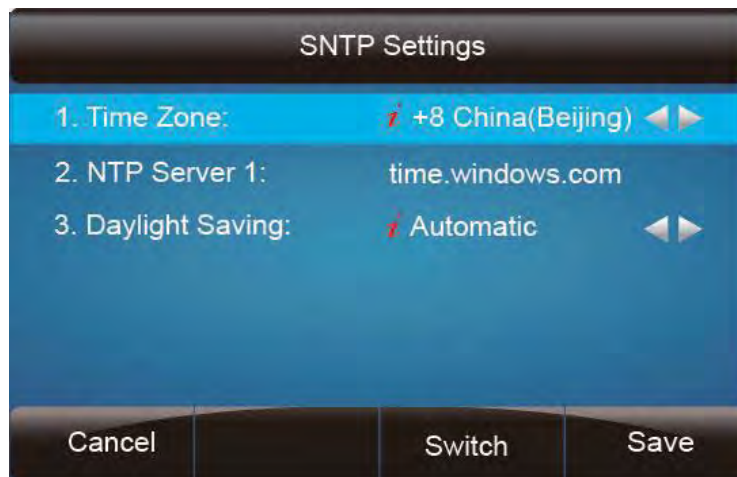 SNTP Settings
1. Time Zone: i +8 China(Beijing)
2. NTP Server 1: time.windows.com
3. Daylight Saving: i Automatic
Cancel Switch Save